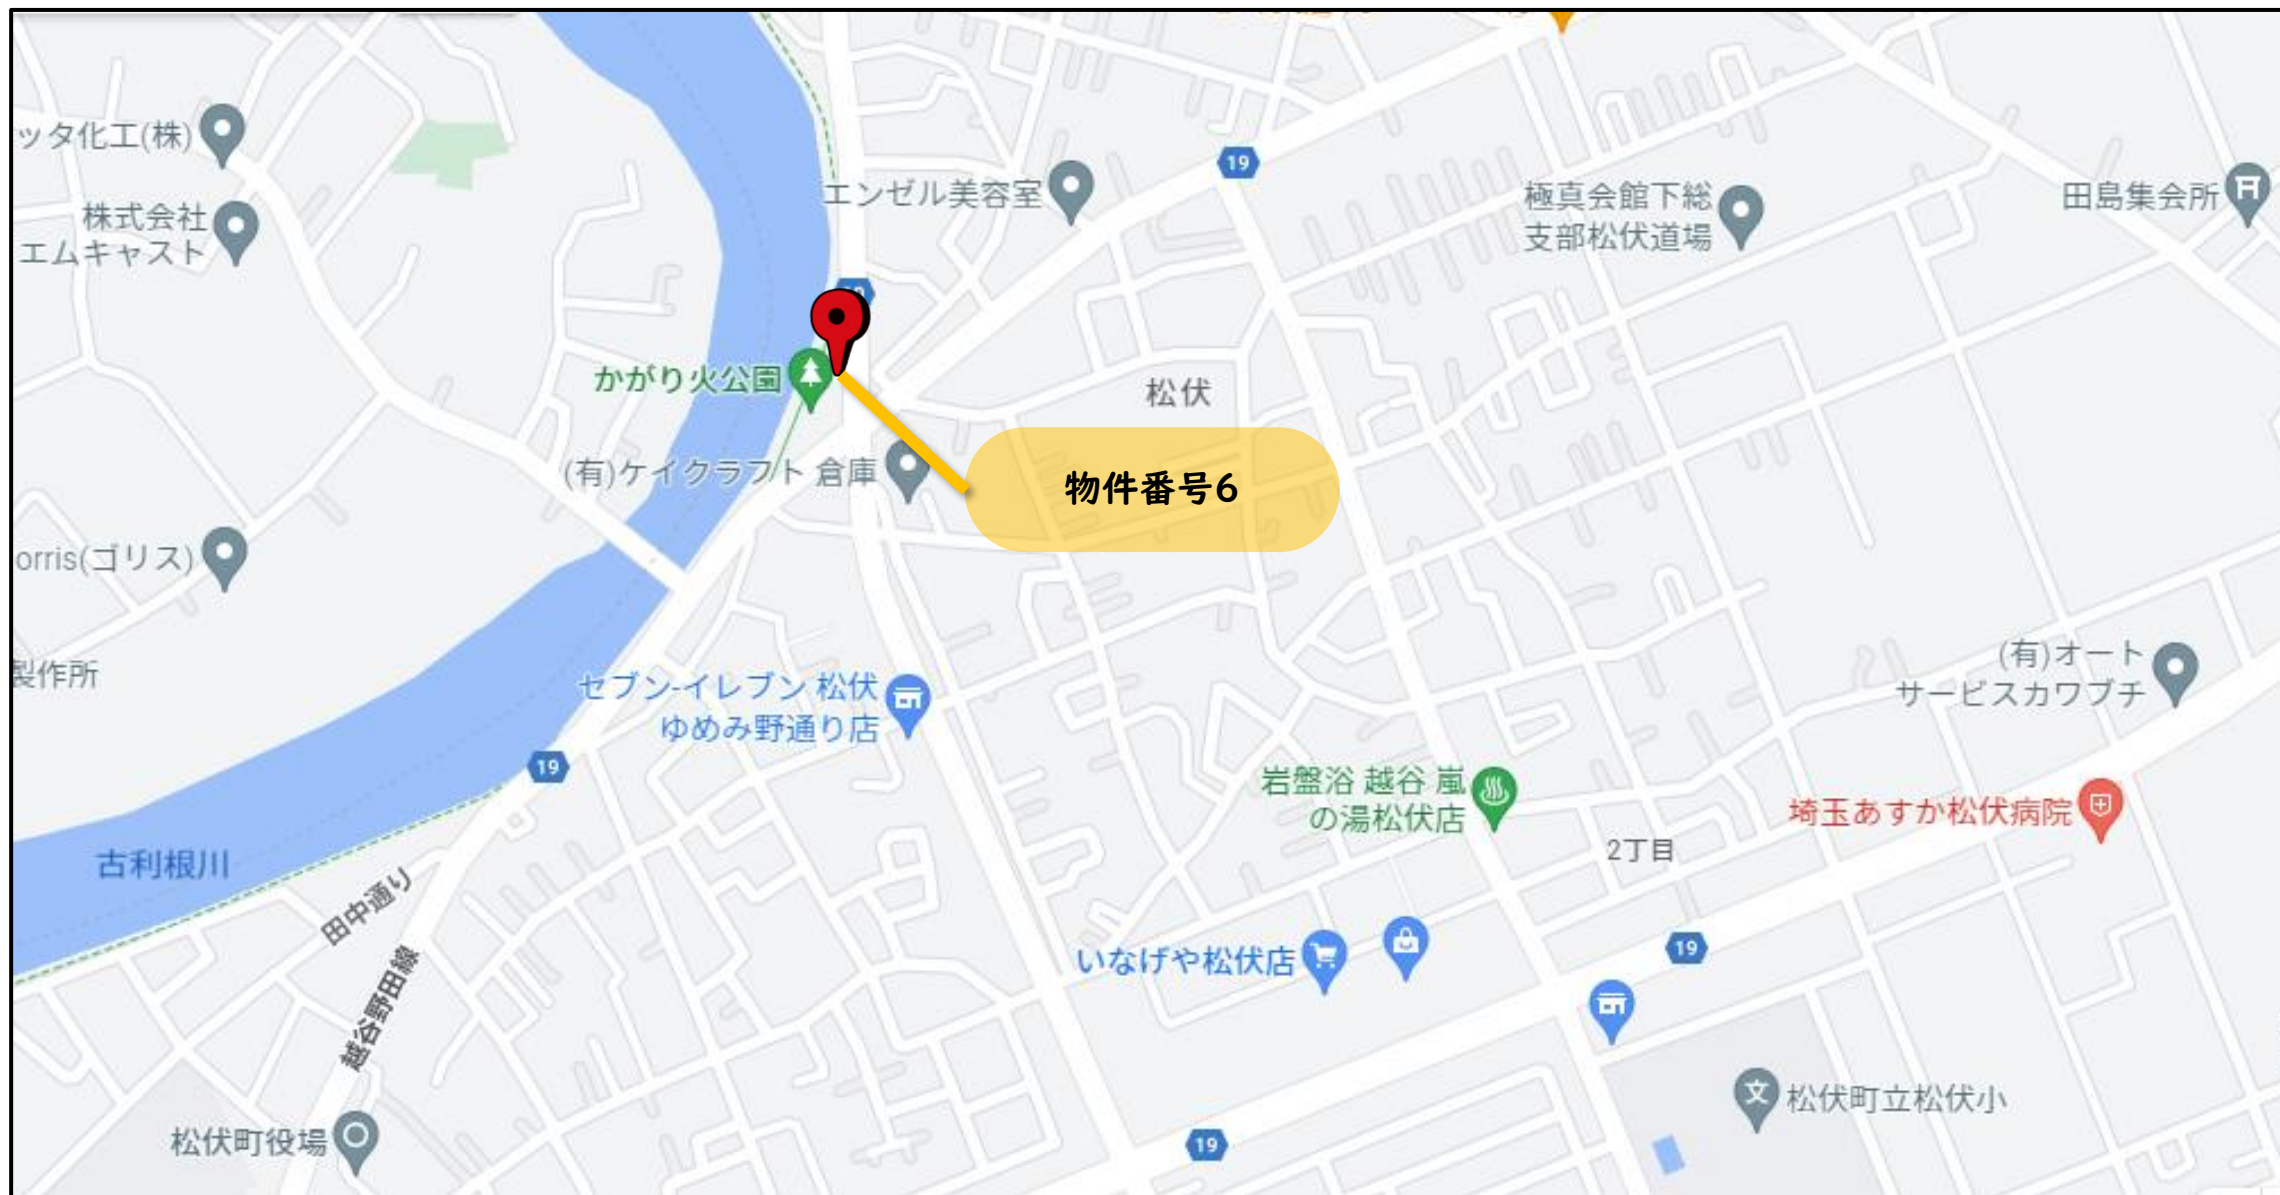 ッタ化工(株)
株式会社
エムキャスト
エンゼル美容室
19
極真会館下総
支部松伏道場
田島集会所
かがり火公園
松伏
(有)ケイクラフト 倉庫
物件番号6
orris(ゴリス)
製作所
セブン-イレブン 松伏
ゆめみ野通り店
(有)オート
サービスカワブチ
19
岩盤浴 越谷 嵐
の湯松伏店
2丁目
埼玉あすか松伏病院
古利根川
田中通り
越谷野田線
いなげや松伏店
19
松伏町立松伏小
文
松伏町役場
19